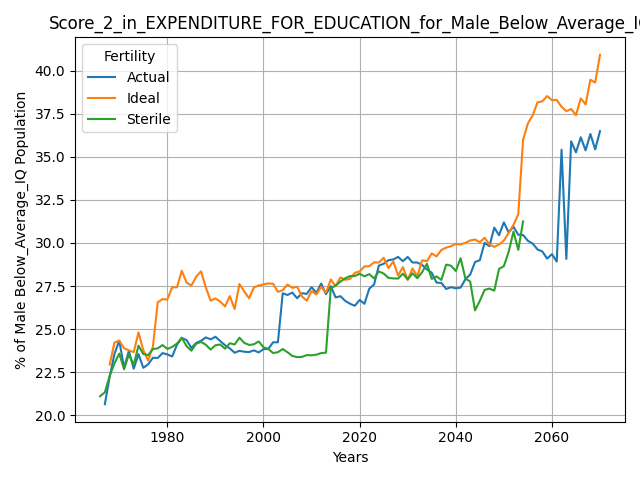 Score_2_in_EXPENDITURE_FOR_EDUCATION_for_Male_Below_Average_IQ
Fertility
Actual
Ideal
Sterile
% of Male Below_Average_IQ Population
40.0
37.5
35.0
32.5
30.0
27.5
25.0
22.5
20.0
1980 2000 2020 2040 2060
Years